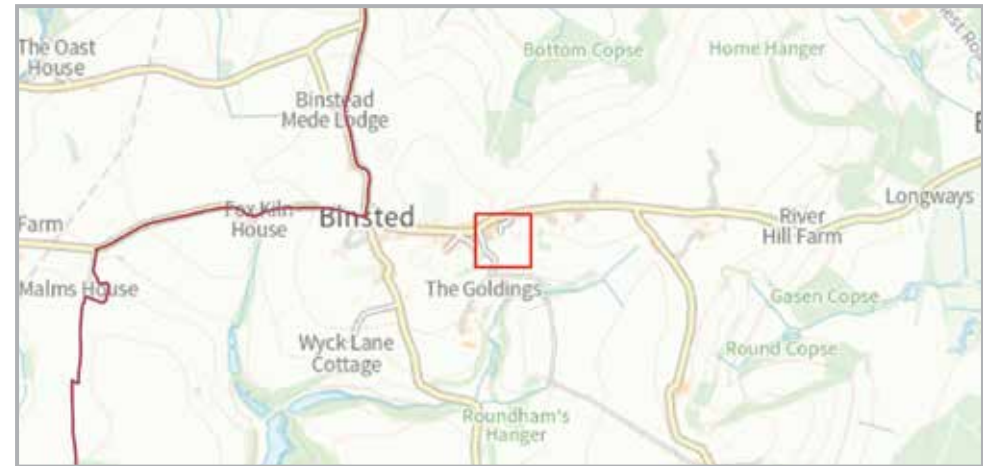 The Oast
House
Bottom Copse
Home Hanger
Binstead
Mede Lodge
Longways
Farm
Fox Kiln
House
Binsted
River
Hill Farm
Malms House
The Goldings
Gasen Copse
Wyck Lane
Cottage
Round Copse
Roundham's
Hanger